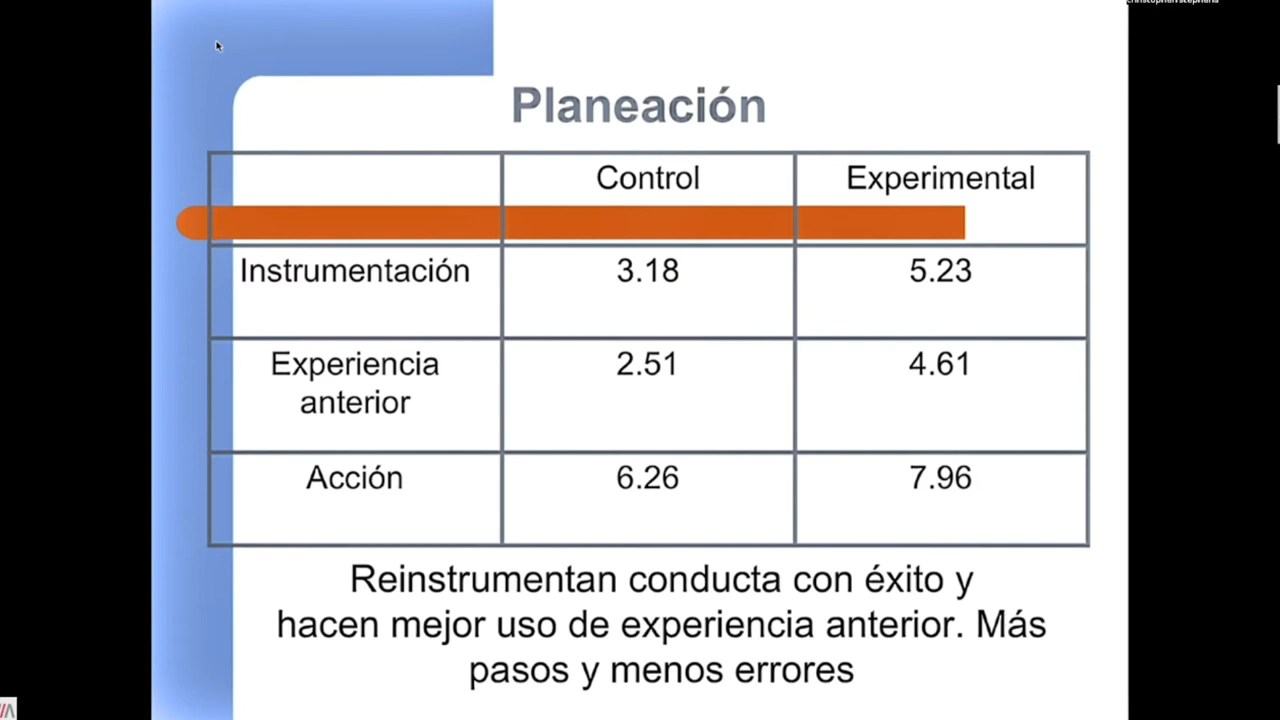 Planeación
Control Experimental
Instrumentación 3.18 5.23
Experiencia 2.51 4.61
anterior
Acción 6.26 7.96
Reinstrumentan conducta con éxito y
hacen mejor uso de experiencia anterior. Más
pasos y menos errores